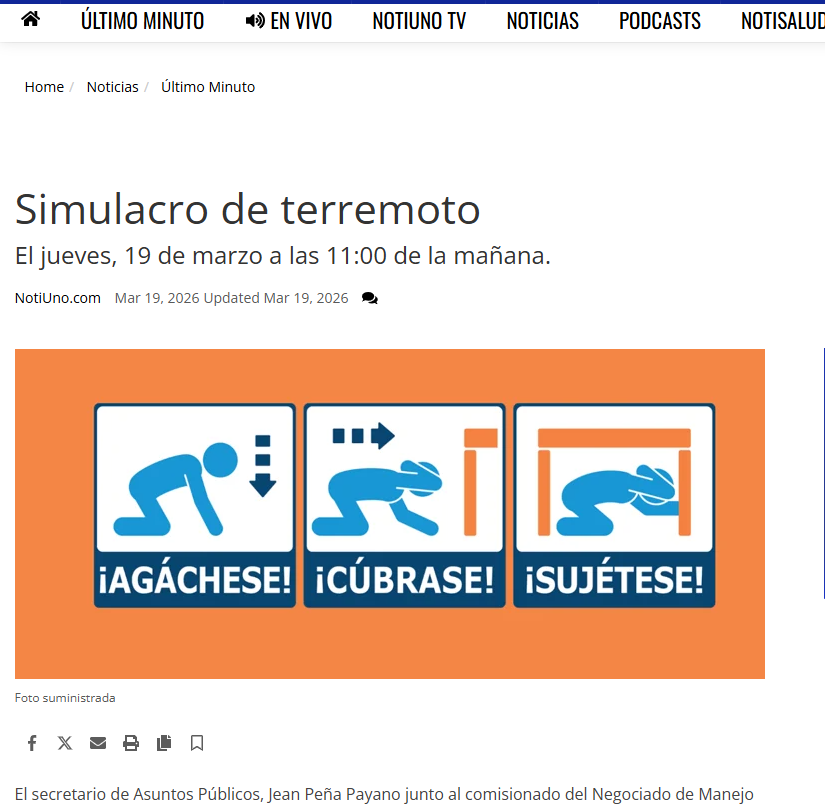 ÚLTIMO MINUTO EN VIVO NOTIUNO TV NOTICIAS PODCASTS NOTISALUD
Home / Noticias / Último Minuto
Simulacro de terremoto
El jueves, 19 de marzo a las 11:00 de la mañana.
NotiUno.com Mar 19, 2026 Updated Mar 19, 2026
¡AGÁCHESE! ¡CÚBRASE! ¡SUJÉTESE!
Foto suministrada
El secretario de Asuntos Públicos, Jean Peña Payano junto al comisionado del Negociado de Manejo